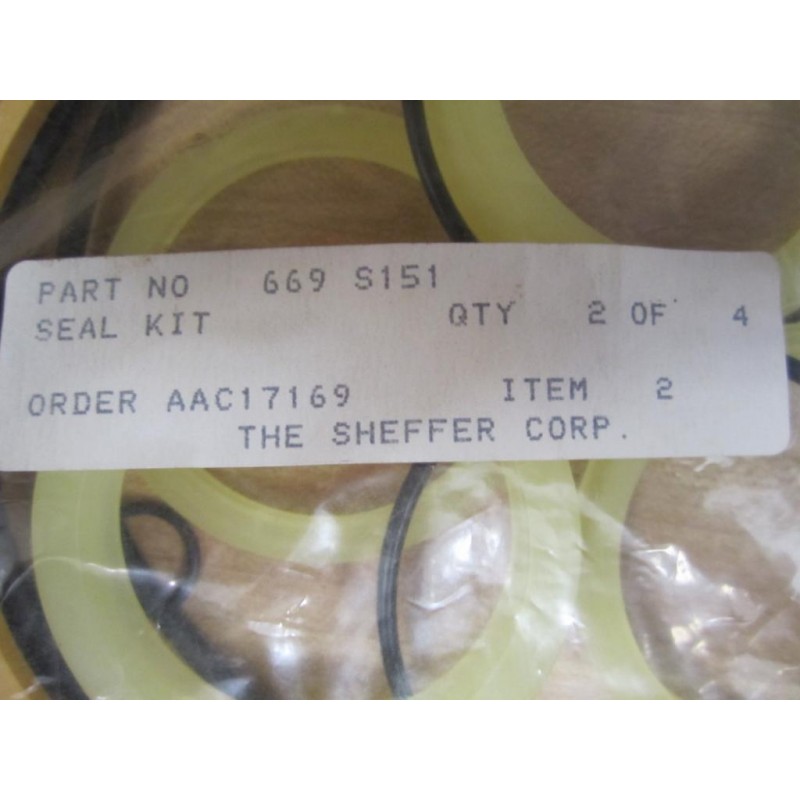 PART NO 669 S151
SEAL KIT QTY 2 OF 4
ORDER AAC17169 ITEM 2
THE SHEFFER CORP.